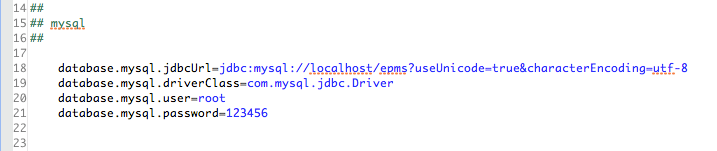 14 ##
15 ## mysql
16 ##
17
18 database.mysql.jdbcUrl=jdbc:mysql://localhost/epms?useUnicode=true&characterEncoding=utf-8
19 database.mysql.driverClass=com.mysql.jdbc.Driver
20 database.mysql.user=root
21 database.mysql.password=123456
22
23